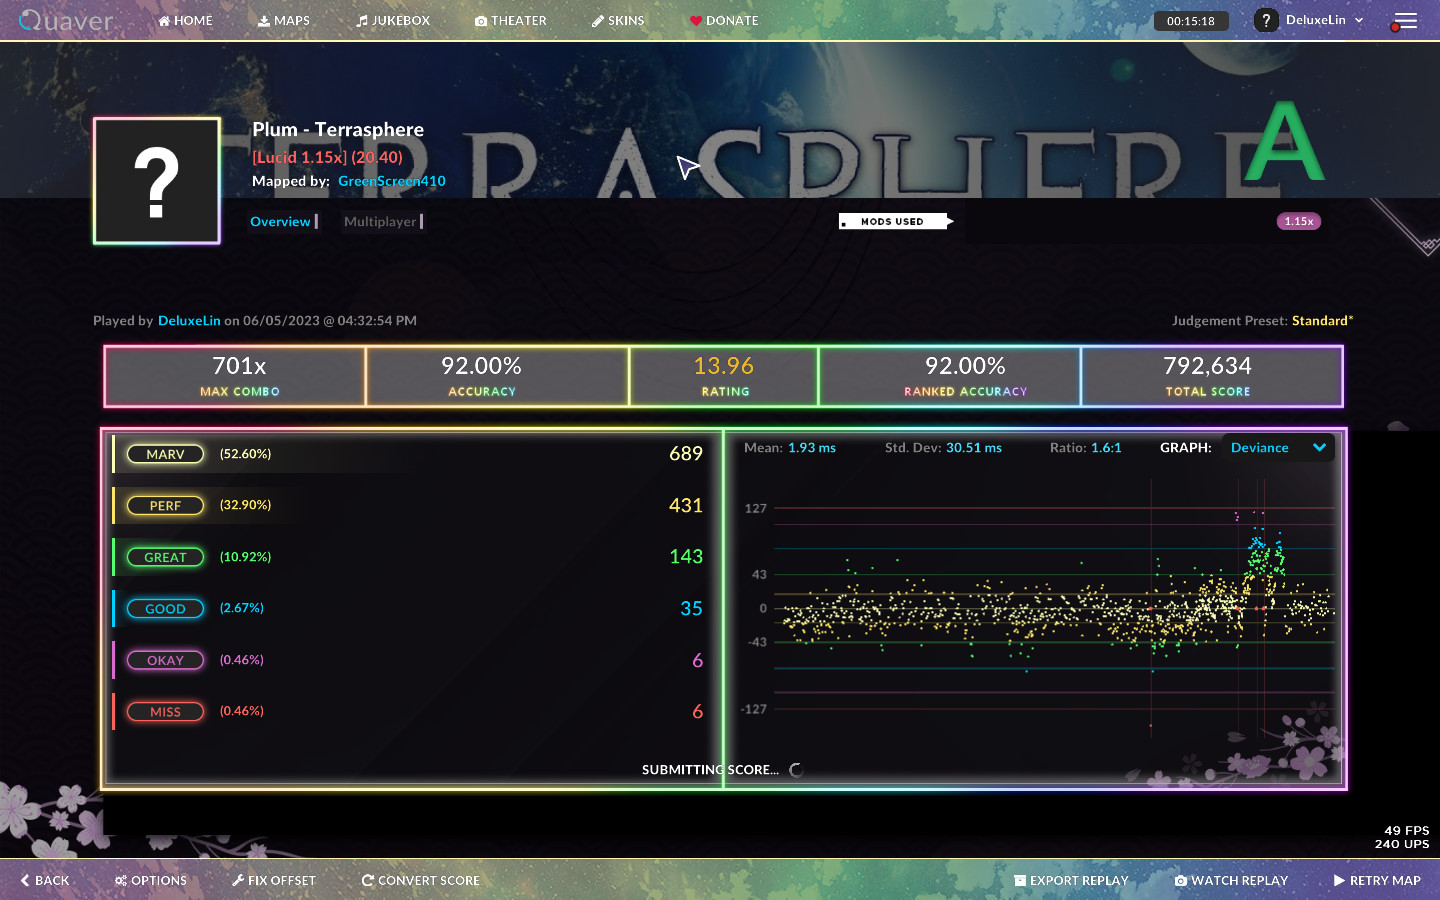 Quaver
HOME
MAPS
JUKEBOX
THEATER
SKINS
DONATE
00:15:18
?
DeluxeLin
TERRASPHERE
?
Plum - Terrasphere
[Lucid 1.15x] (20.40)
Mapped by: GreenScreen410
A
Overview
Multiplayer
MODS USED
1.15x
Played by DeluxeLin on 06/05/2023 @ 04:32:54 PM
Judgement Preset: Standard*
701x
MAX COMBO
92.00%
ACCURACY
13.96
RATING
92.00%
RANKED ACCURACY
792,634
TOTAL SCORE
MARV (52.60%) 689
PERF (32.90%) 431
GREAT (10.92%) 143
GOOD (2.67%) 35
OKAY (0.46%) 6
MISS (0.46%) 6
Mean: 1.93 ms
Std. Dev: 30.51 ms
Ratio: 1.6:1
GRAPH: Deviance
127
43
0
-43
-127
SUBMITTING SCORE...
49 FPS
240 UPS
BACK
OPTIONS
FIX OFFSET
CONVERT SCORE
EXPORT REPLAY
WATCH REPLAY
RETRY MAP